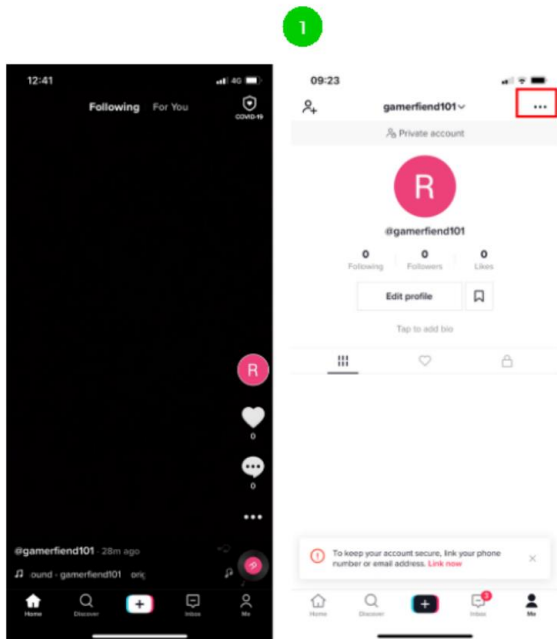 1
12:41
4G
Following For You
COVID-19
R
0
0
@gamerfiend101 · 28m ago
ound - gamerfiend101 orig
Home Discover Inbox Me
09:23
gamerfiend101
Private account
R
@gamerfiend101
0 0 0
Following Followers Likes
Edit profile
Tap to add bio
To keep your account secure, link your phone
number or email address. Link now
Home Discover Inbox Me